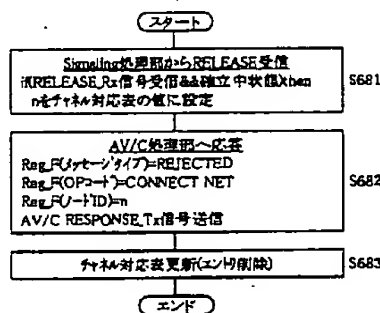 スタート
Signaling処理部からRELEASE受信
if(RELEASE_Rx信号受信&&確立中状態)then
nをチャネル対応表の値に設定
S681
AV/C処理部へ応答
Reg_F(メッセージタイプ)=REJECTED
Reg_F(OPコード)=CONNECT NET
Reg_F(ノードID)=n
AV/C RESPONSE_Tx信号送信
S682
チャネル対応表更新(エントリ削除)
S683
エンド